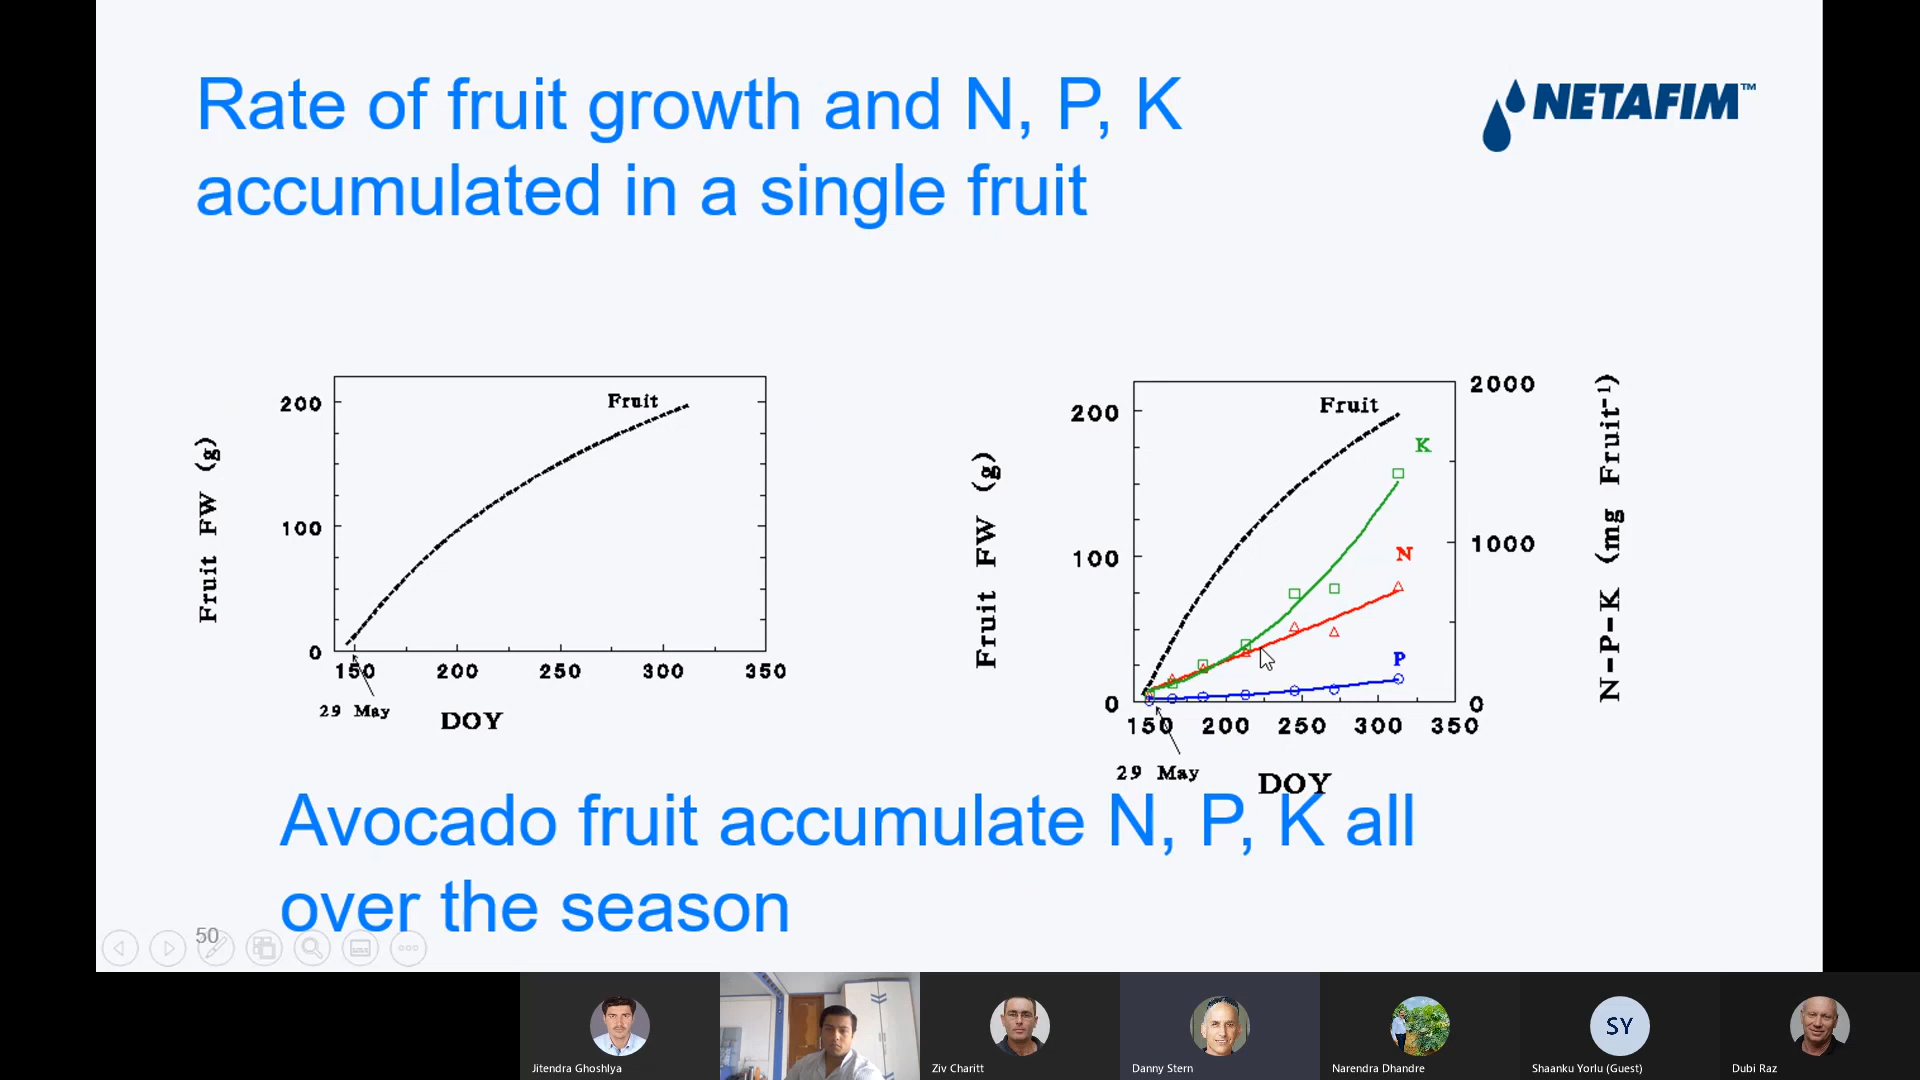 Rate of fruit growth and N, P, K
accumulated in a single fruit
NETAFIM™
Fruit FW (g)
200
100
0
Fruit
150 200 250 300 350
29 May
DOY
Fruit FW (g)
200
100
0
Fruit
K
N
P
2000
1000
0
N-P-K (mg Fruit⁻¹)
150 200 250 300 350
29 May
DOY
Avocado fruit accumulate N, P, K all
over the season
50
Jitendra Ghoshlya
Ziv Charitt
Danny Stern
Narendra Dhandre
SY
Shaanku Yorlu (Guest)
Dubi Raz